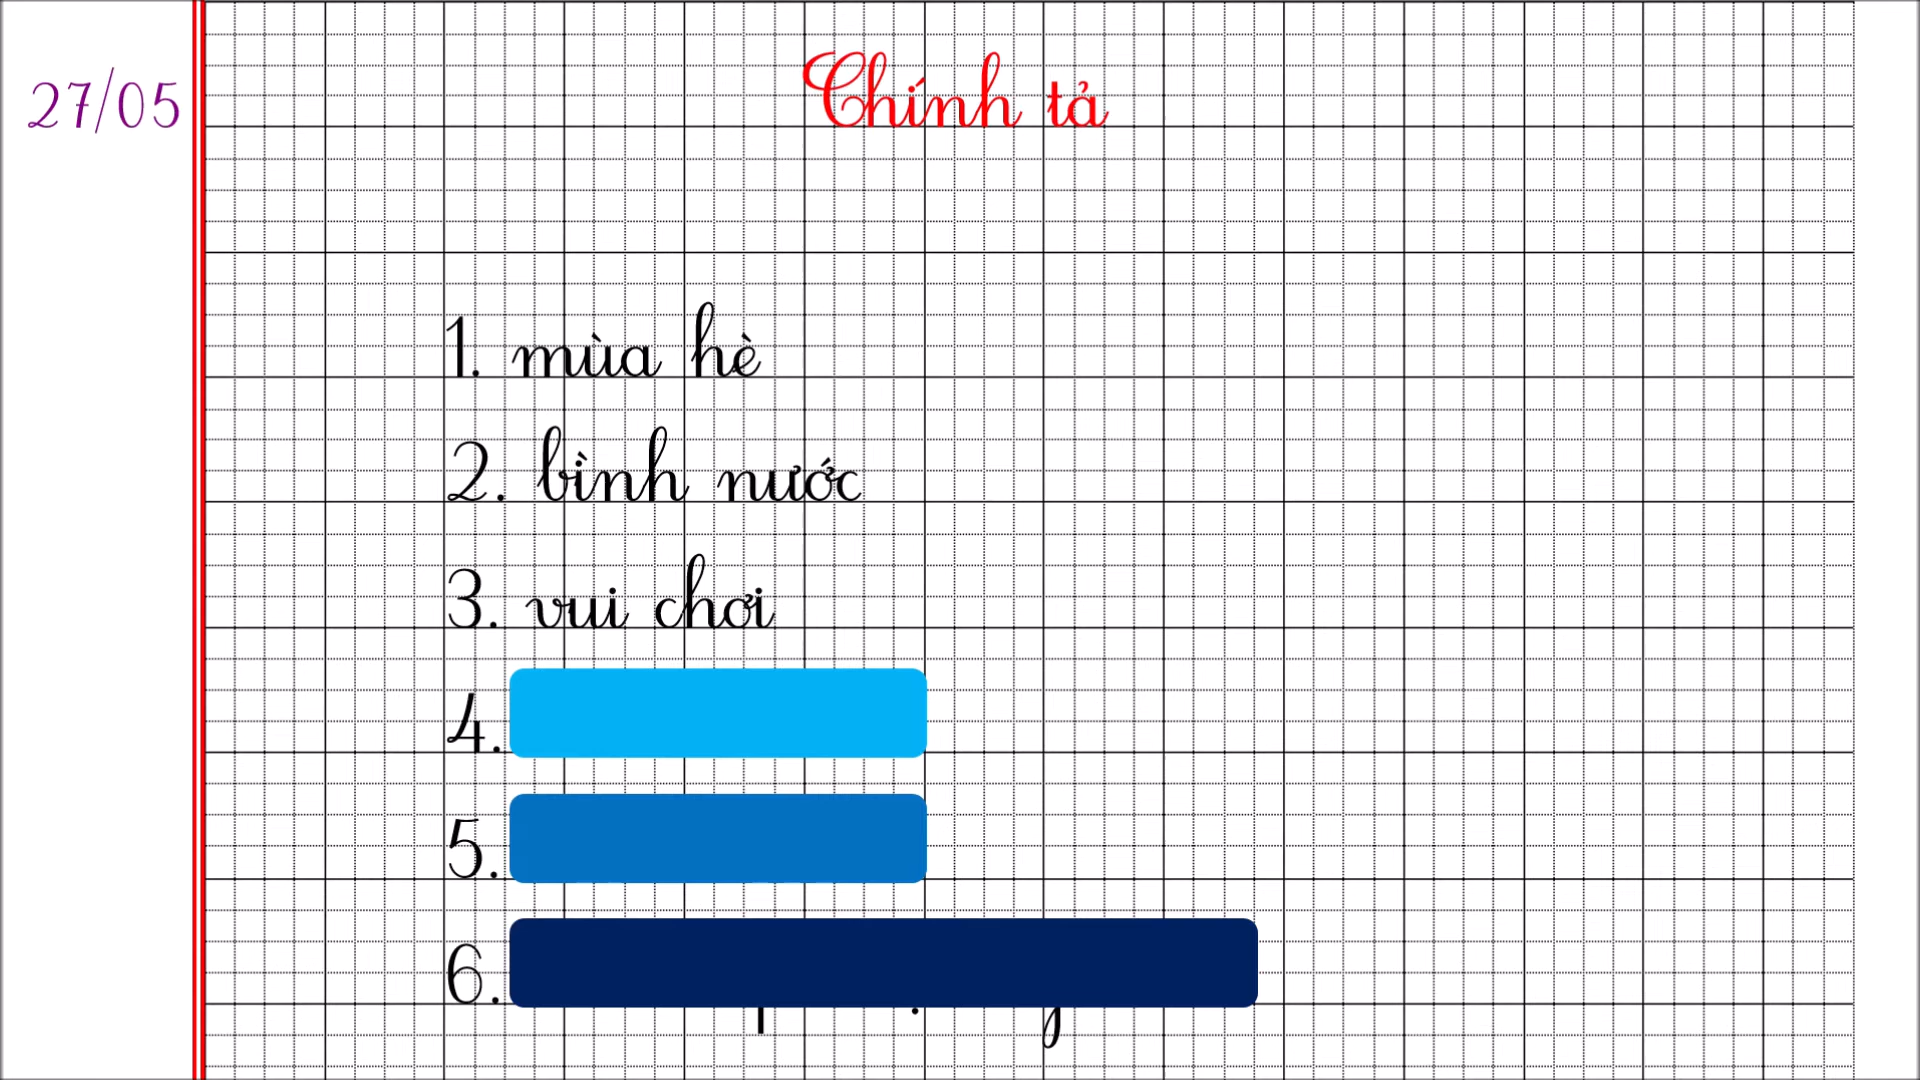 27/05
Chính tả
1. mùa hè
2. bình nước
3. vui chơi
4.
5.
6.